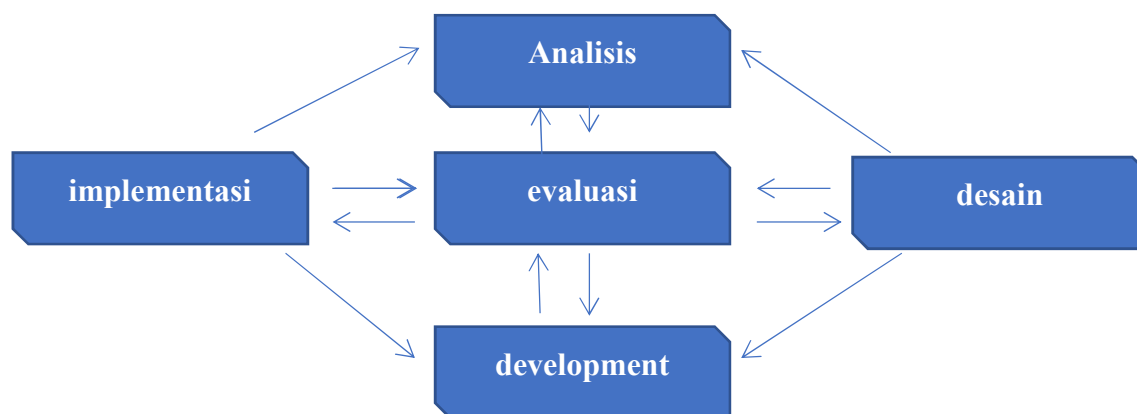 Analisis
implementasi
evaluasi
desain
development